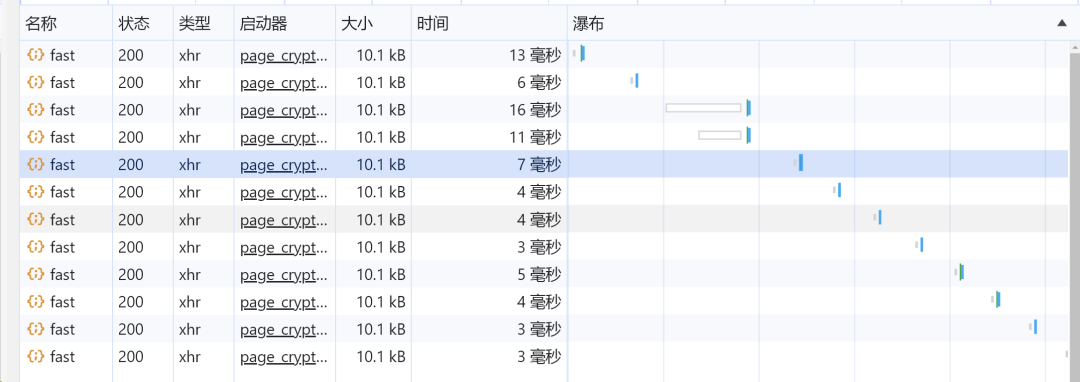 名称 状态 类型 启动器 大小 时间 瀑布
fast 200 xhr page_crypt... 10.1 kB 13 毫秒
fast 200 xhr page_crypt... 10.1 kB 6 毫秒
fast 200 xhr page_crypt... 10.1 kB 16 毫秒
fast 200 xhr page_crypt... 10.1 kB 11 毫秒
fast 200 xhr page_crypt... 10.1 kB 7 毫秒
fast 200 xhr page_crypt... 10.1 kB 4 毫秒
fast 200 xhr page_crypt... 10.1 kB 4 毫秒
fast 200 xhr page_crypt... 10.1 kB 3 毫秒
fast 200 xhr page_crypt... 10.1 kB 5 毫秒
fast 200 xhr page_crypt... 10.1 kB 4 毫秒
fast 200 xhr page_crypt... 10.1 kB 3 毫秒
fast 200 xhr page_crypt... 10.1 kB 3 毫秒